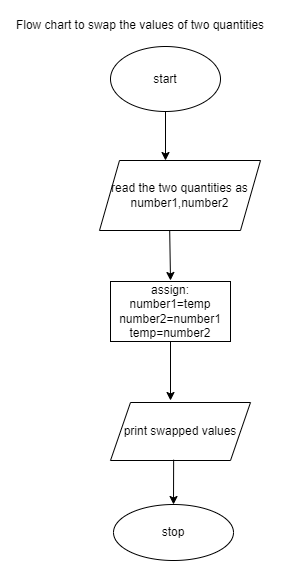 Flow chart to swap the values of two quantities
start
read the two quantities as
number1,number2
assign:
number1=temp
number2=number1
temp=number2
print swapped values
stop